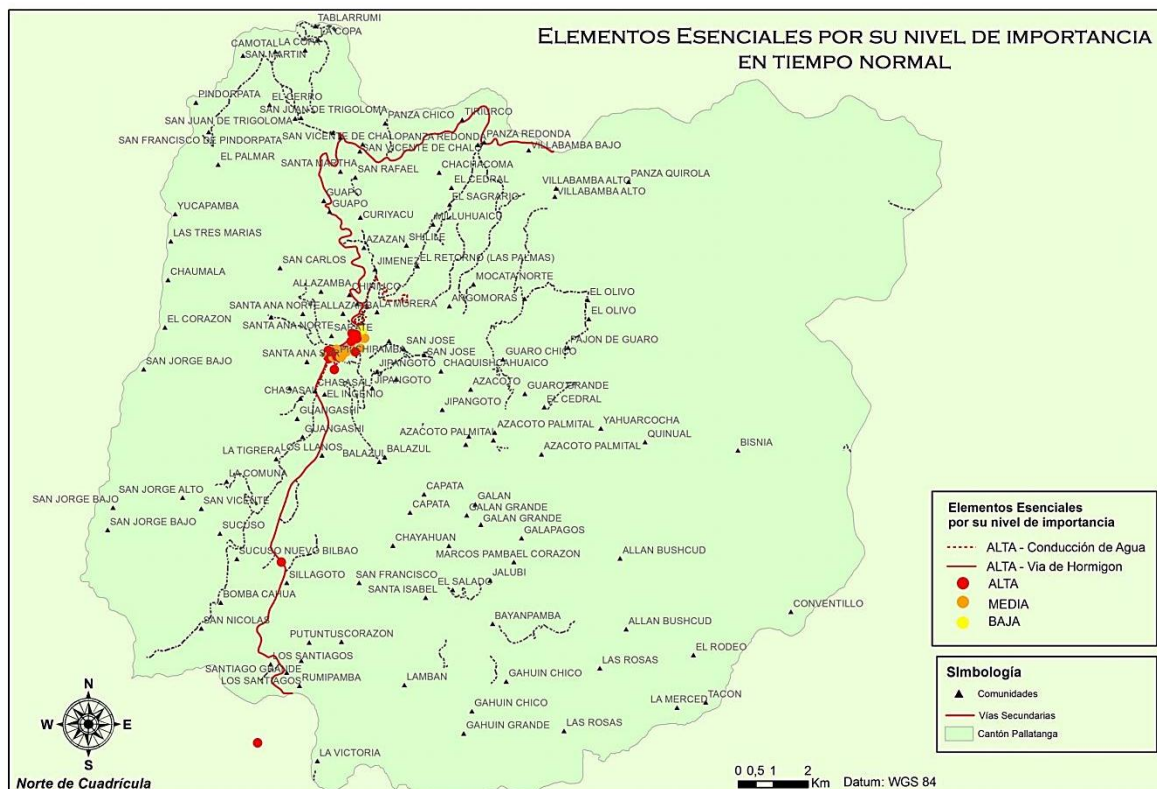 ELEMENTOS ESENCIALES POR SU NIVEL DE IMPORTANCIA
EN TIEMPO NORMAL
TABLARRUMI
LA COPA
CAMOTAL
LA COPA
SAN MARTIN
PINDORPATA
EL CERRO
SAN JUAN DE TRIGOLOMA
SAN JUAN DE TRIGOLOMA
PANZA CHICO
TIRIURCO
SAN FRANCISCO DE PINDORPATA
SAN VICENTE DE CHALO
PANZA REDONDA
PANZA REDONDA
SAN VICENTE DE CHALO
VILLABAMBA BAJO
EL PALMAR
SANTA MARTHA
SAN RAFAEL
CHACHACOMA
EL CEDRAL
VILLABAMBA ALTO
PANZA QUIROLA
VILLABAMBA ALTO
GUAPO
EL SAGRARIO
YUCAPAMBA
GUAPO
CURIYACU
MILLUHUAICU
LAS TRES MARIAS
AZAZAN
SHILILE
SAN CARLOS
JIMENEZ
EL RETORNO (LAS PALMAS)
CHAUMALA
MOCATA NORTE
ALLAZAMBA
EL OLIVO
SANTA ANA NORTE
ALLAZAMBA
LA MORERA
ANGOMORAS
EL CORAZON
SANTA ANA NORTE
EL OLIVO
SAN JOSE
PAJON DE GUARO
SAN JORGE BAJO
SANTA ANA
SAN JOSE
GUARO CHICO
JIPANGOTO
CHAQUISHCAHUAICO
CHASASAL
CHASASAL
JIPANGOTO
AZACOTO
GUARO GRANDE
EL INGENIO
JIPANGOTO
EL CEDRAL
GUANGASHI
GUANGASHI
AZACOTO PALMITAL
AZACOTO PALMITAL
YAHUARCOCHA
LA TIGRERA
LOS LLANOS
BALAZUL
BALAZUL
AZACOTO PALMITAL
QUINUAL
BISNIA
LA COMUNA
SAN JORGE BAJO
SAN JORGE ALTO
SAN VICENTE
CAPATA
GALAN
CAPATA
GALAN GRANDE
SAN JORGE BAJO
SUCUSO
GALAN GRANDE
GALAPAGOS
SUCUSO
NUEVO BILBAO
CHAYAHUAN
MARCOS PAMBA
EL CORAZON
ALLAN BUSHCUD
SILLAGOTO
SAN FRANCISCO
EL SALADO
JALUBI
SANTA ISABEL
BOMBA CAHUA
CONVENTILLO
SAN NICOLAS
BAYANPAMBA
ALLAN BUSHCUD
PUTUNTUS
CORAZON
EL RODEO
LOS SANTIAGOS
SANTIAGO GRANDE
LAS ROSAS
LOS SANTIAGOS
RUMIPAMBA
LAMBAN
GAHUIN CHICO
LA MERCED
TACON
GAHUIN CHICO
GAHUIN GRANDE
LAS ROSAS
LA VICTORIA
Elementos Esenciales
por su nivel de importancia
ALTA - Conducción de Agua
ALTA - Via de Hormigon
ALTA
MEDIA
BAJA
SImbología
Comunidades
Vías Secundarias
Cantón Pallatanga
N
W
E
S
Norte de Cuadrícula
0 0,5 1 2
Km
Datum: WGS 84